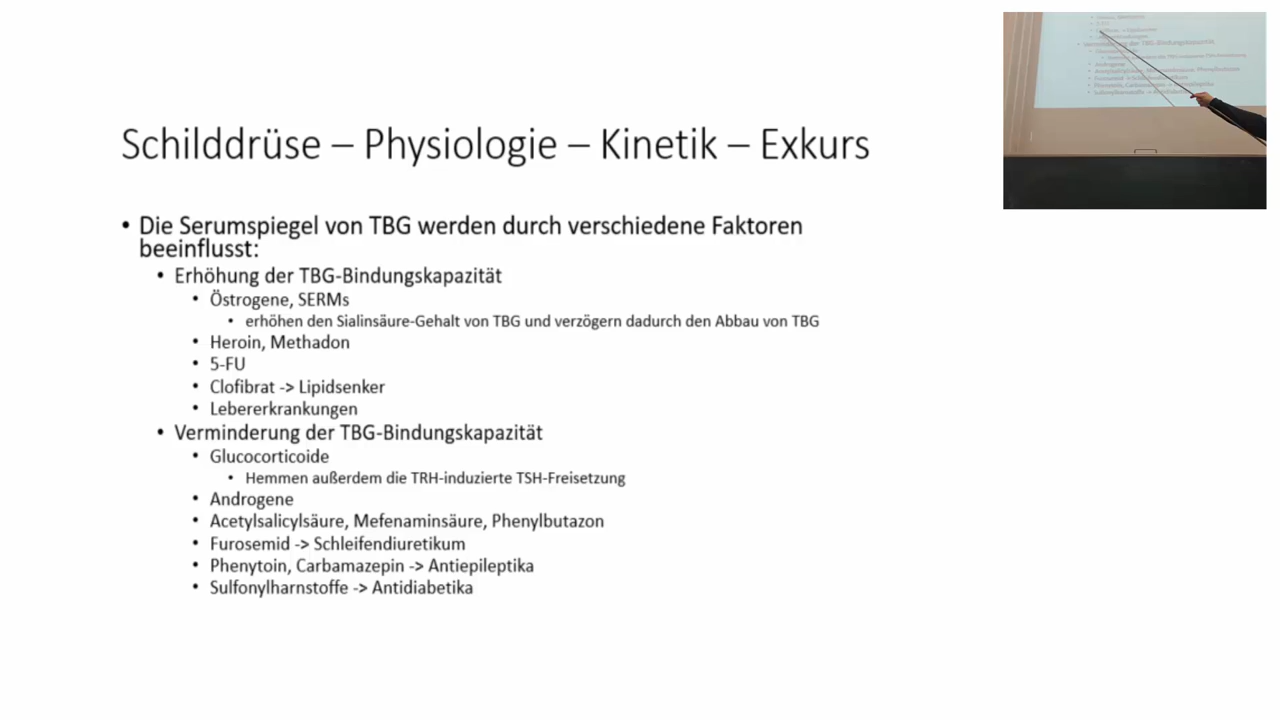 Schilddrüse – Physiologie – Kinetik – Exkurs
• Die Serumspiegel von TBG werden durch verschiedene Faktoren
beeinflusst:
• Erhöhung der TBG-Bindungskapazität
• Östrogene, SERMs
• erhöhen den Sialinsäure-Gehalt von TBG und verzögern dadurch den Abbau von TBG
• Heroin, Methadon
• 5-FU
• Clofibrat -> Lipidsenker
• Lebererkrankungen
• Verminderung der TBG-Bindungskapazität
• Glucocorticoide
• Hemmen außerdem die TRH-induzierte TSH-Freisetzung
• Androgene
• Acetylsalicylsäure, Mefenaminsäure, Phenylbutazon
• Furosemid -> Schleifendiuretikum
• Phenytoin, Carbamazepin -> Antiepileptika
• Sulfonylharnstoffe -> Antidiabetika